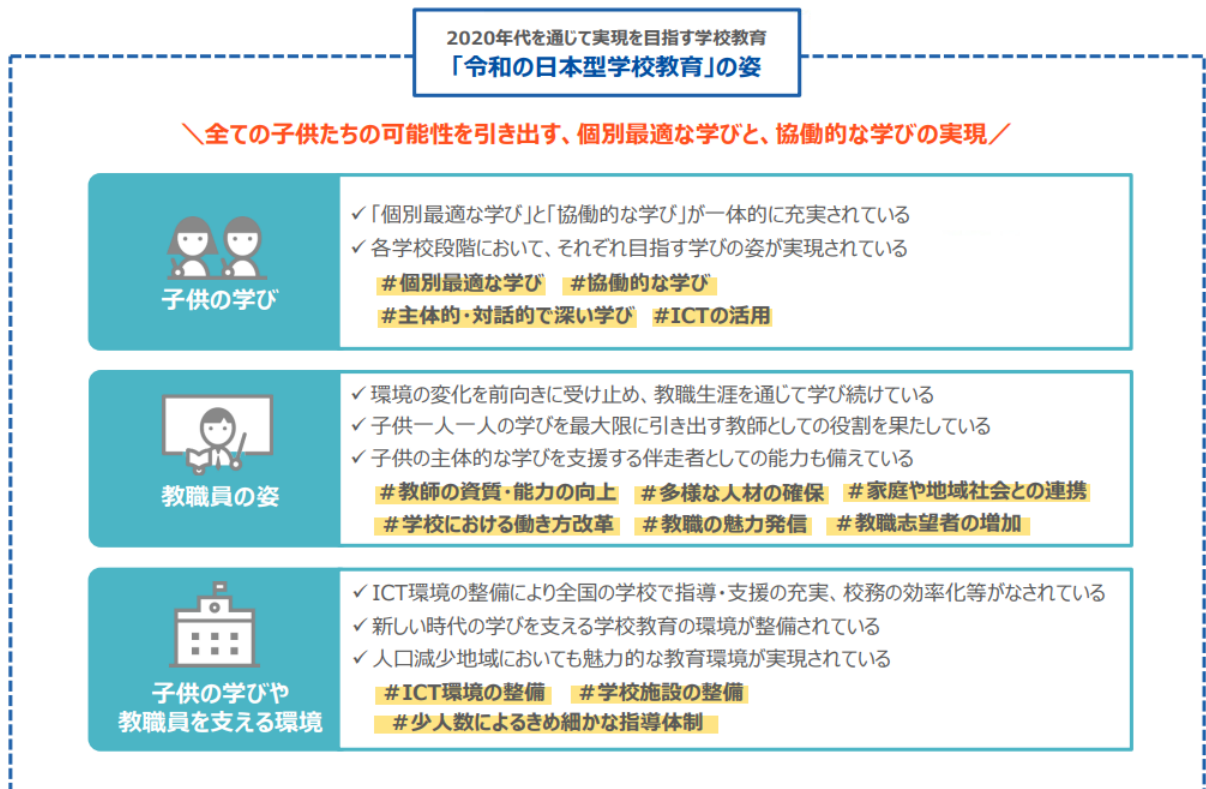 2020年代を通じて実現を目指す学校教育
「令和の日本型学校教育」の姿
＼全ての子供たちの可能性を引き出す、個別最適な学びと、協働的な学びの実現／
子供の学び
✓「個別最適な学び」と「協働的な学び」が一体的に充実されている
✓各学校段階において、それぞれ目指す学びの姿が実現されている
#個別最適な学び #協働的な学び
#主体的・対話的で深い学び #ICTの活用
教職員の姿
✓環境の変化を前向きに受け止め、教職生涯を通じて学び続けている
✓子供一人一人の学びを最大限に引き出す教師としての役割を果たしている
✓子供の主体的な学びを支援する伴走者としての能力も備えている
#教師の資質・能力の向上 #多様な人材の確保 #家庭や地域社会との連携
#学校における働き方改革 #教職の魅力発信 #教職志望者の増加
子供の学びや
教職員を支える環境
✓ICT環境の整備により全国の学校で指導・支援の充実、校務の効率化等がなされている
✓新しい時代の学びを支える学校教育の環境が整備されている
✓人口減少地域においても魅力的な教育環境が実現されている
#ICT環境の整備 #学校施設の整備
#少人数によるきめ細かな指導体制